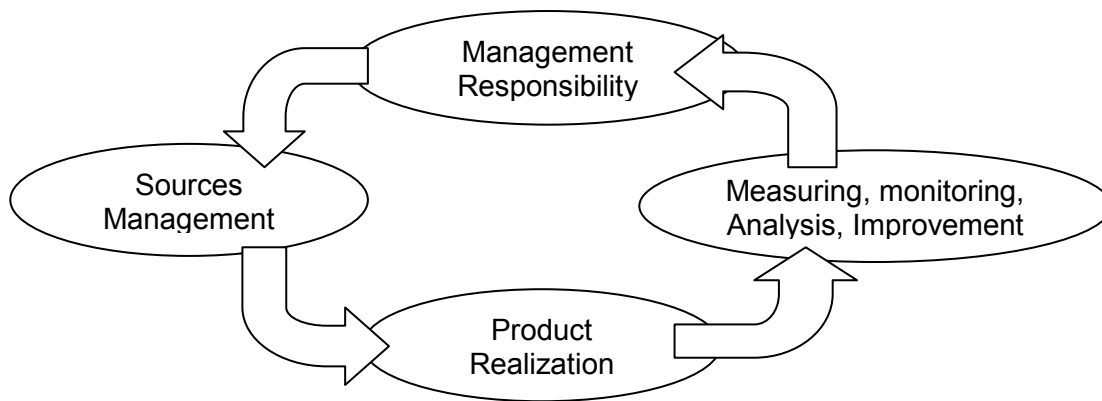 Management
Responsibility
Sources
Management
Measuring, monitoring,
Analysis, Improvement
Product
Realization